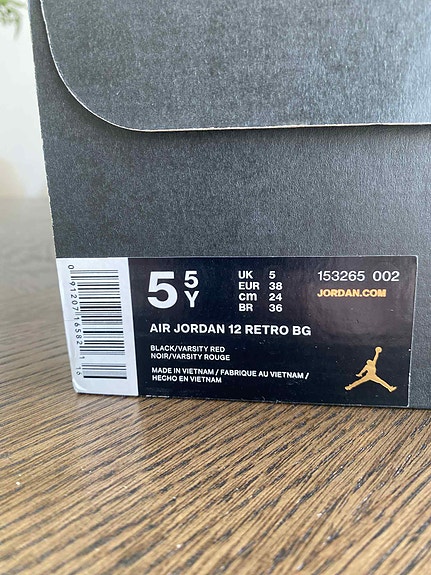 5 5
Y
UK 5
EUR 38
cm 24
BR 36
153265 002
JORDAN.COM
AIR JORDAN 12 RETRO BG
BLACK/VARSITY RED
NOIR/VARSITY ROUGE
MADE IN VIETNAM / FABRIQUE AU VIETNAM /
HECHO EN VIETNAM